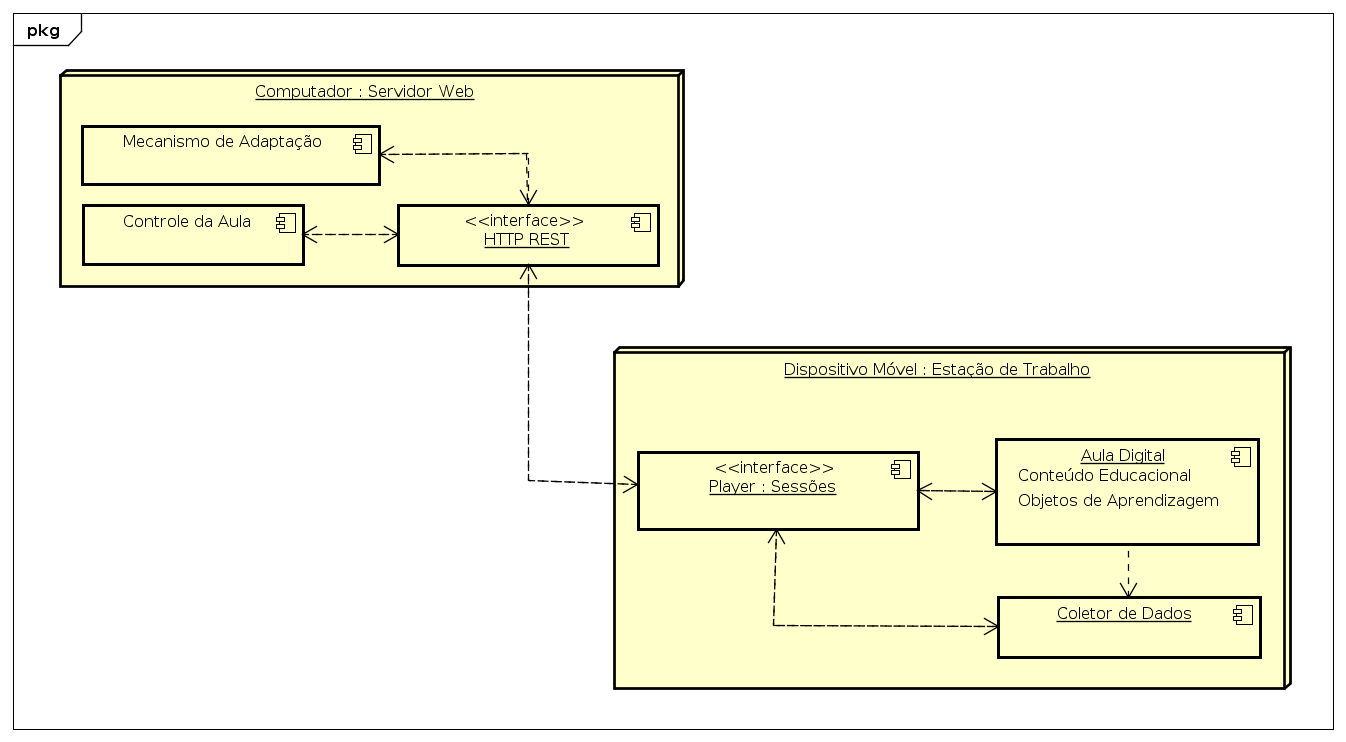 pkg
Computador : Servidor Web
Mecanismo de Adaptação
Controle da Aula
<<interface>>
HTTP REST
Dispositivo Móvel : Estação de Trabalho
<<interface>>
Player : Sessões
Aula Digital
Conteúdo Educacional
Objetos de Aprendizagem
Coletor de Dados